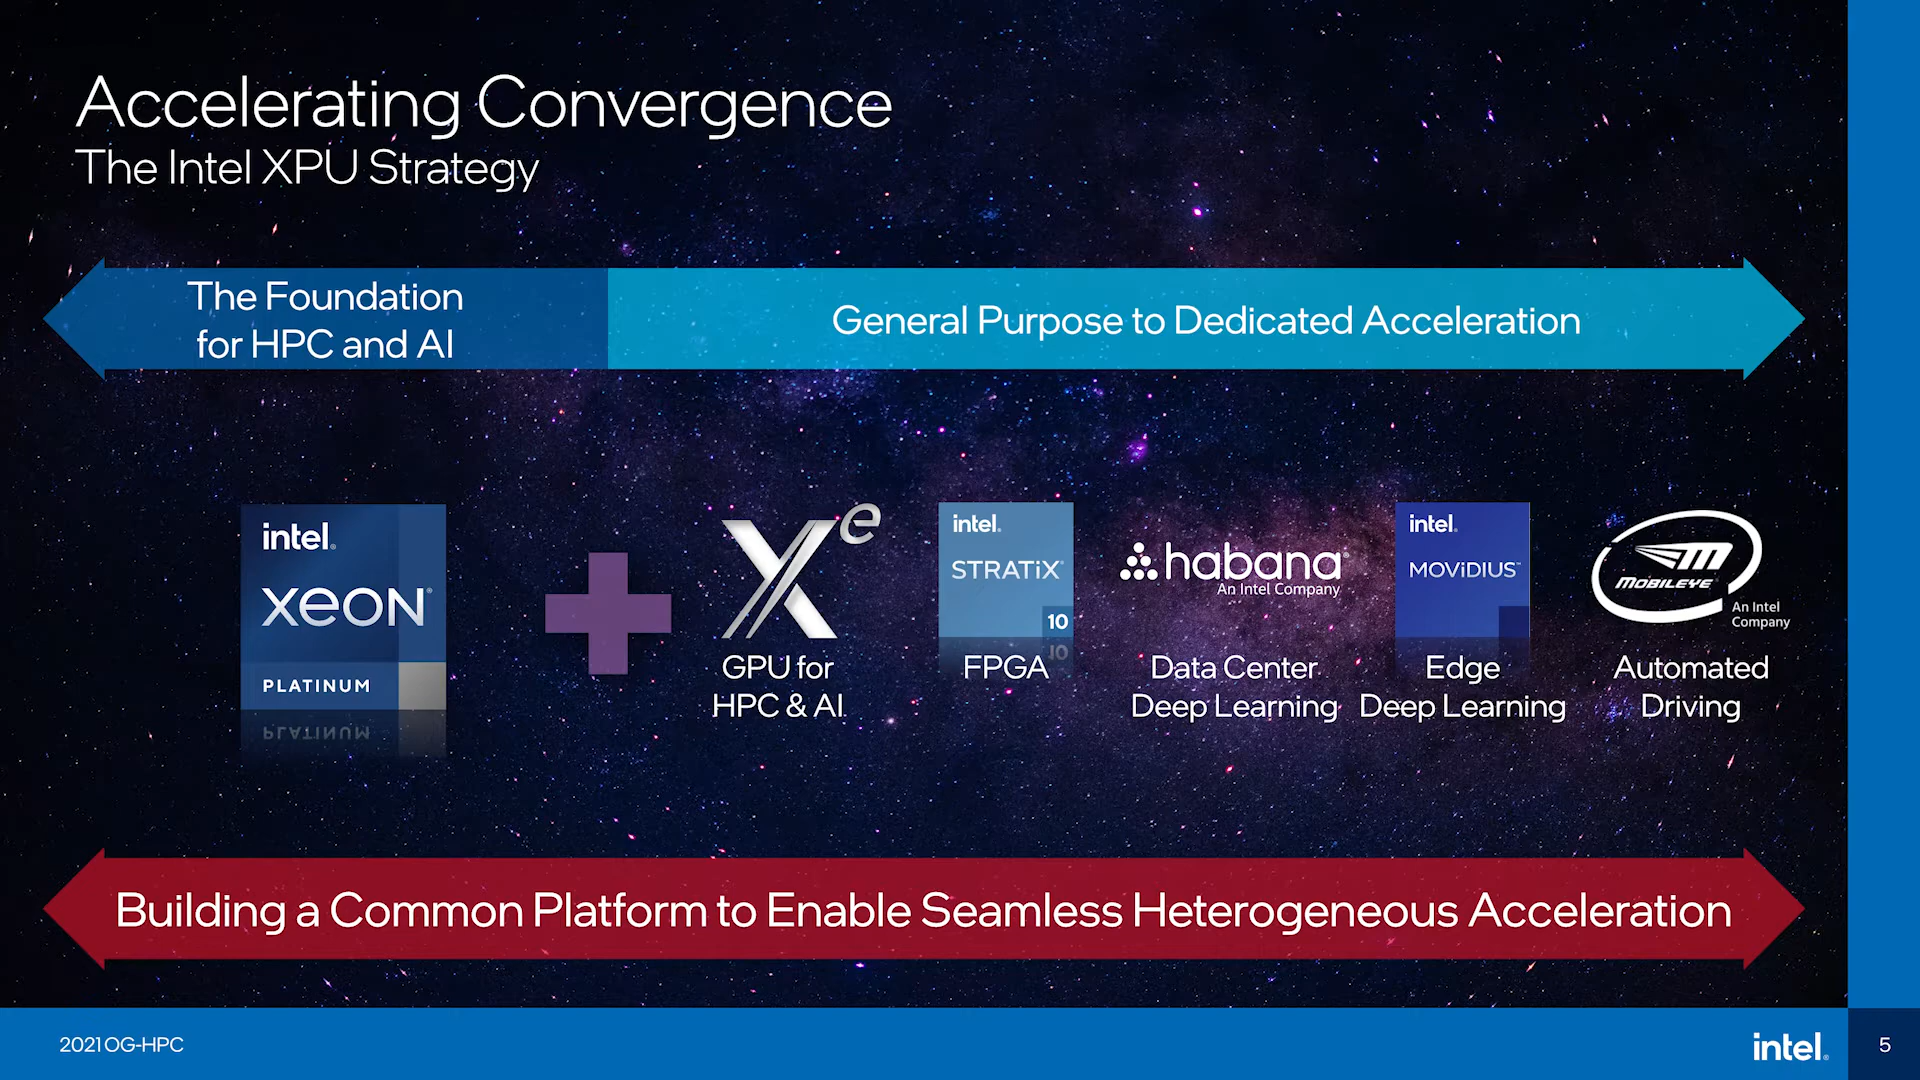 Accelerating Convergence
The Intel XPU Strategy
The Foundation
for HPC and AI
General Purpose to Dedicated Acceleration
intel.
XEON®
PLATINUM
Xe
GPU for
HPC & AI
intel.
STRATIX®
10
FPGA
habana®
An Intel Company
Data Center
Deep Learning
intel.
MOVIDIUS™
Edge
Deep Learning
MOBILEYE
An Intel
Company
Automated
Driving
Building a Common Platform to Enable Seamless Heterogeneous Acceleration
2021 OG-HPC
intel.
5